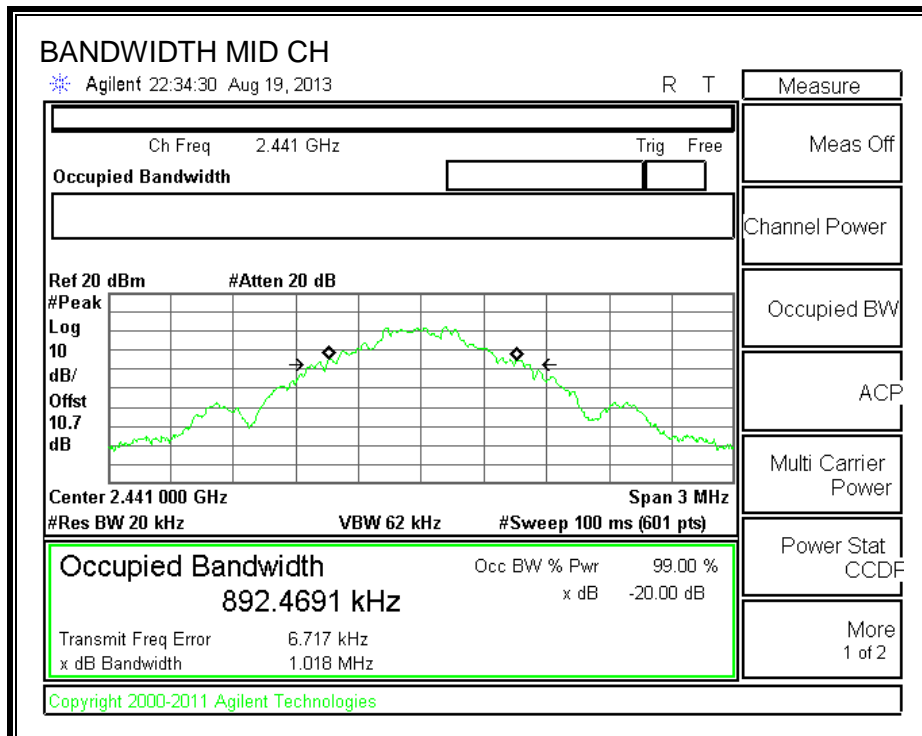 BANDWIDTH MID CH
Agilent 22:34:30 Aug 19, 2013 R T
Measure
Ch Freq 2.441 GHz Trig Free
Occupied Bandwidth
Meas Off
Channel Power
Occupied BW
ACP
Multi Carrier
Power
Power Stat
CCDF
More
1 of 2
Ref 20 dBm #Atten 20 dB
#Peak
Log
10
dB/
Offst
10.7
dB
Center 2.441 000 GHz Span 3 MHz
#Res BW 20 kHz VBW 62 kHz #Sweep 100 ms (601 pts)
Occupied Bandwidth
892.4691 kHz
Occ BW % Pwr 99.00 %
x dB -20.00 dB
Transmit Freq Error 6.717 kHz
x dB Bandwidth 1.018 MHz
Copyright 2000-2011 Agilent Technologies